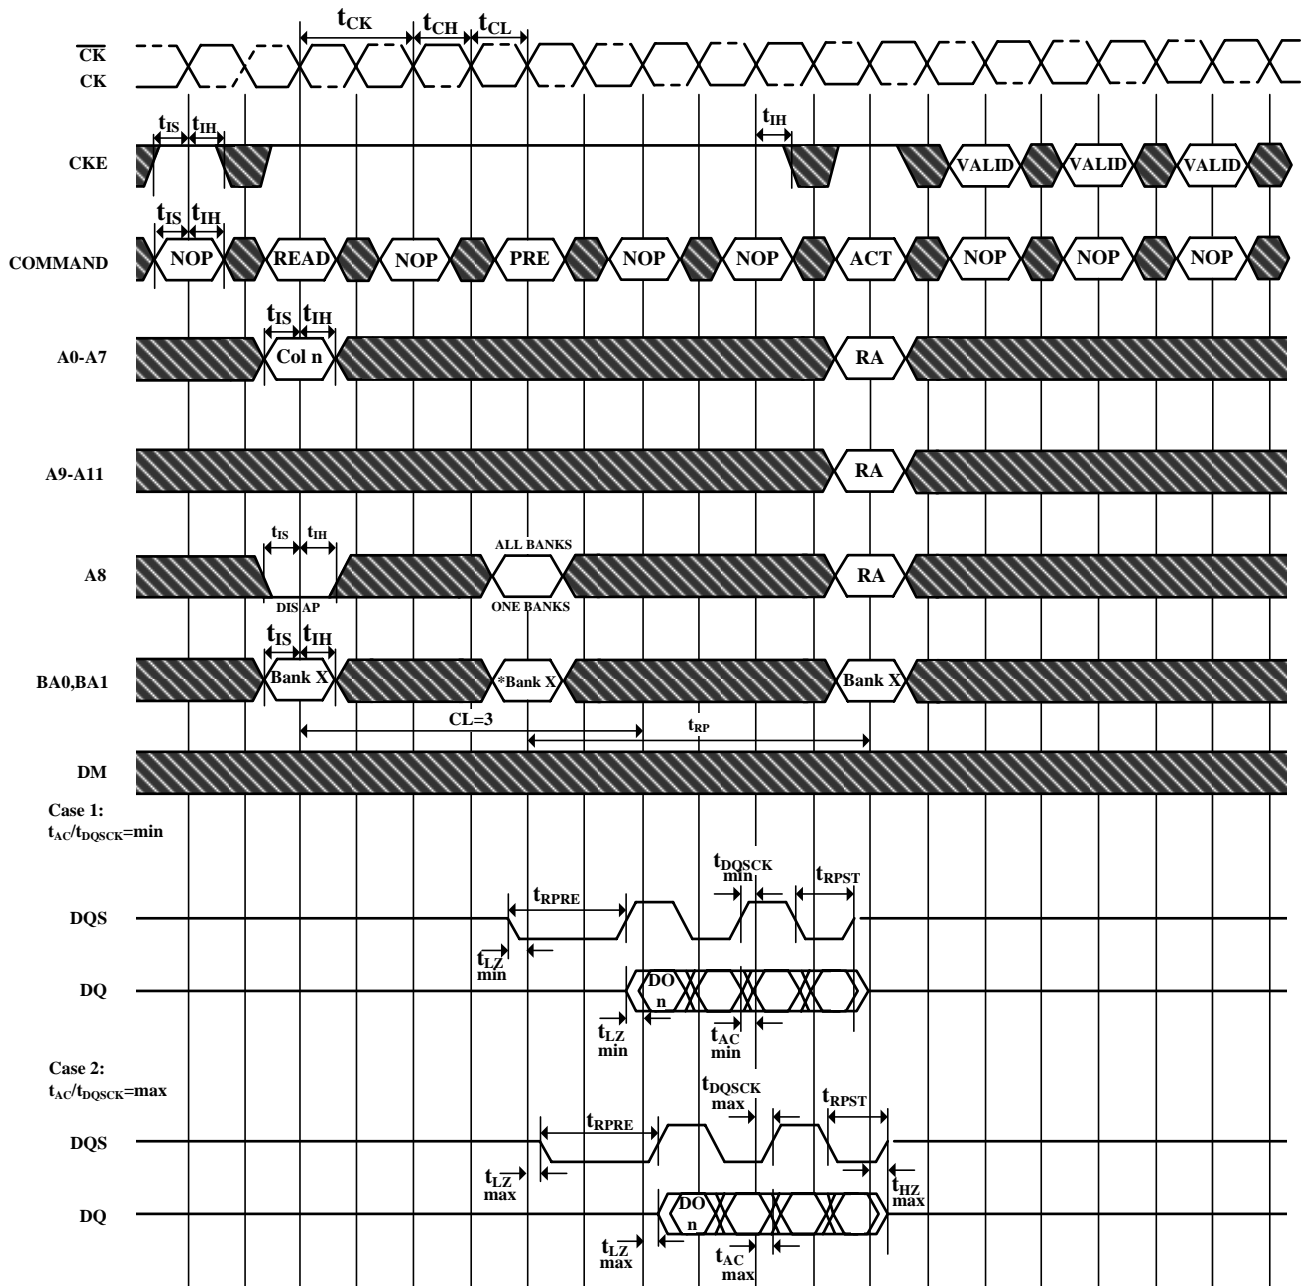 tCK tCH tCL
CK
CK
tIS tIH tIH
CKE VALID VALID VALID
tIS tIH
COMMAND NOP READ NOP PRE NOP NOP ACT NOP NOP NOP
tIS tIH
A0-A7 Col n RA
A9-A11 RA
tIS tIH ALL BANKS
A8 RA
DIS AP ONE BANKS
tIS tIH
BA0,BA1 Bank X *Bank X Bank X
CL=3 tRP
DM
Case 1:
tAC/tDQSCK=min
tRPRE tDQSCK min tRPST
DQS
tLZ min
DQ DO n
tLZ min tAC min
Case 2:
tAC/tDQSCK=max
tRPRE tDQSCK max tRPST
DQS
tLZ max tHZ max
DQ DO n
tLZ max tAC max